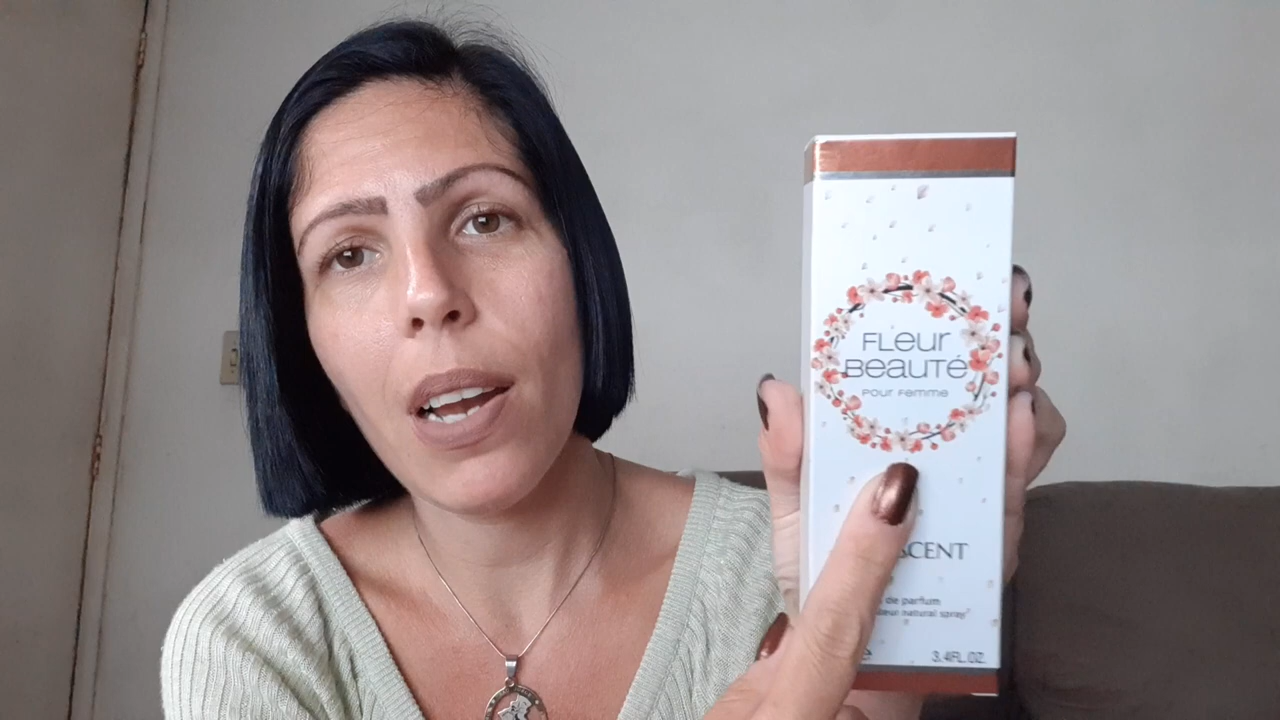 FLeur
Beauté
POUR Femme
SCENT
de parfum
natural spray
3.4FL.OZ.